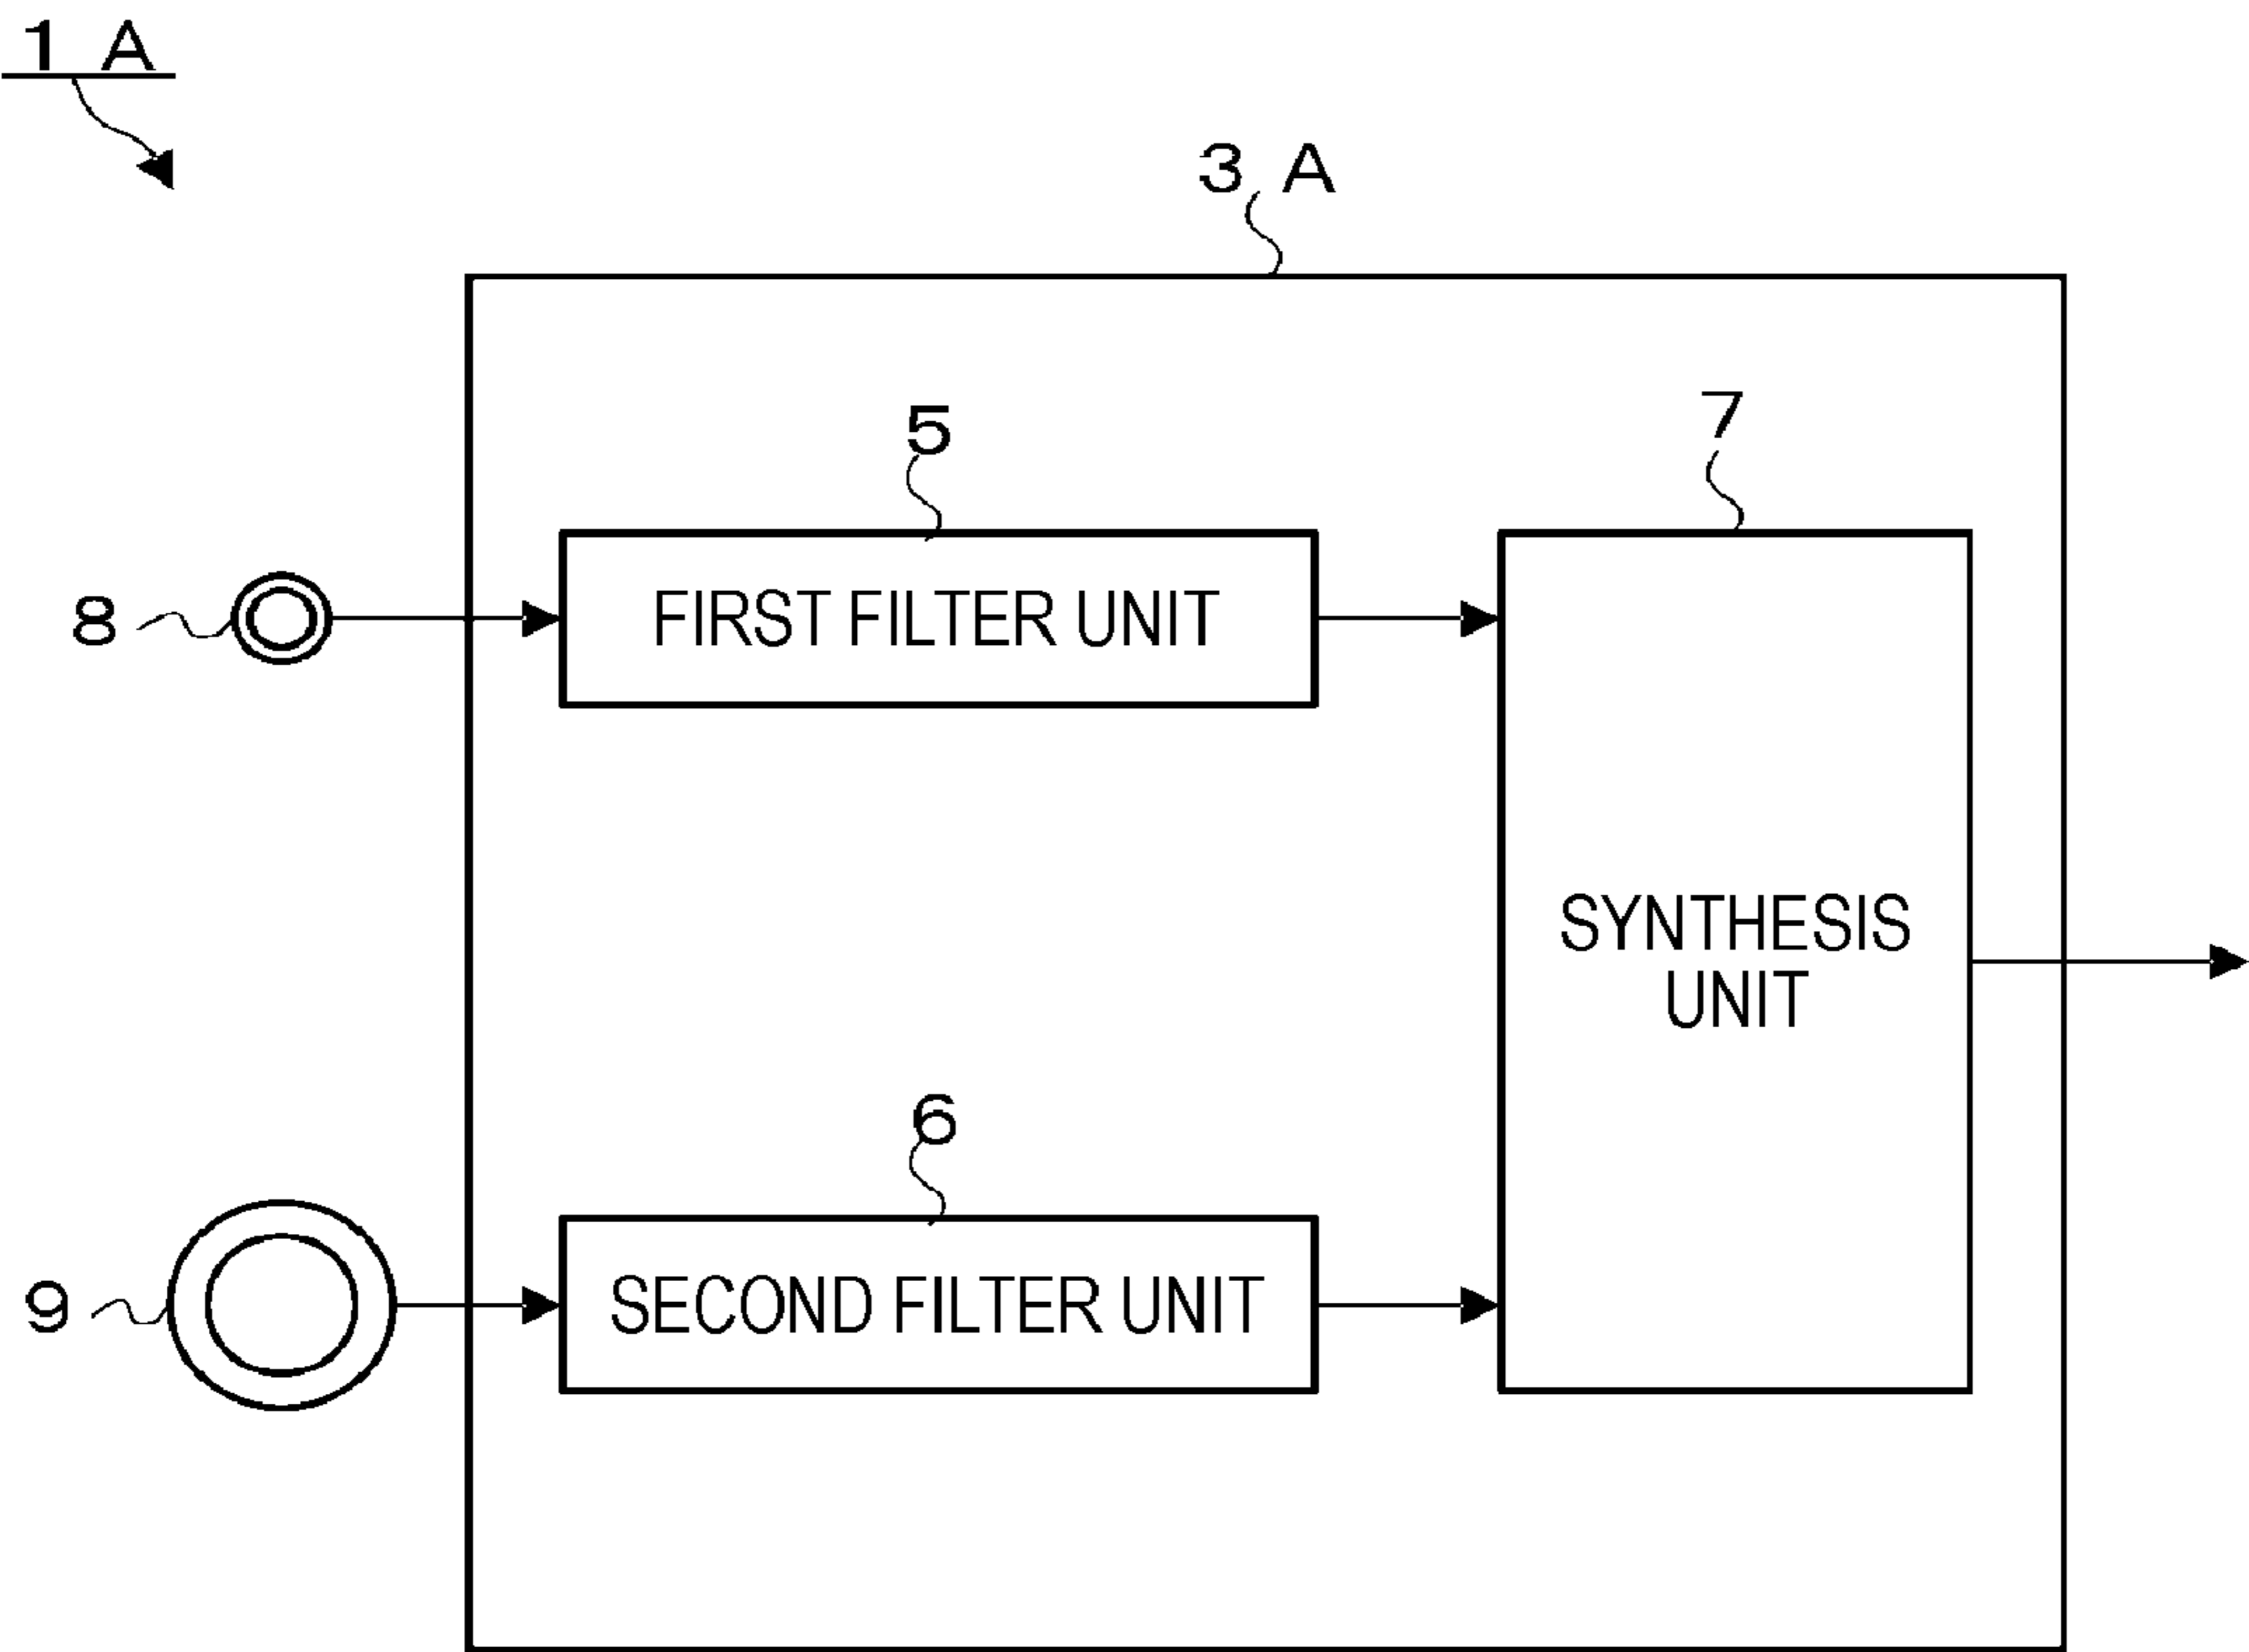 1 A
3 A
5
7
8
FIRST FILTER UNIT
SYNTHESIS
UNIT
6
9
SECOND FILTER UNIT